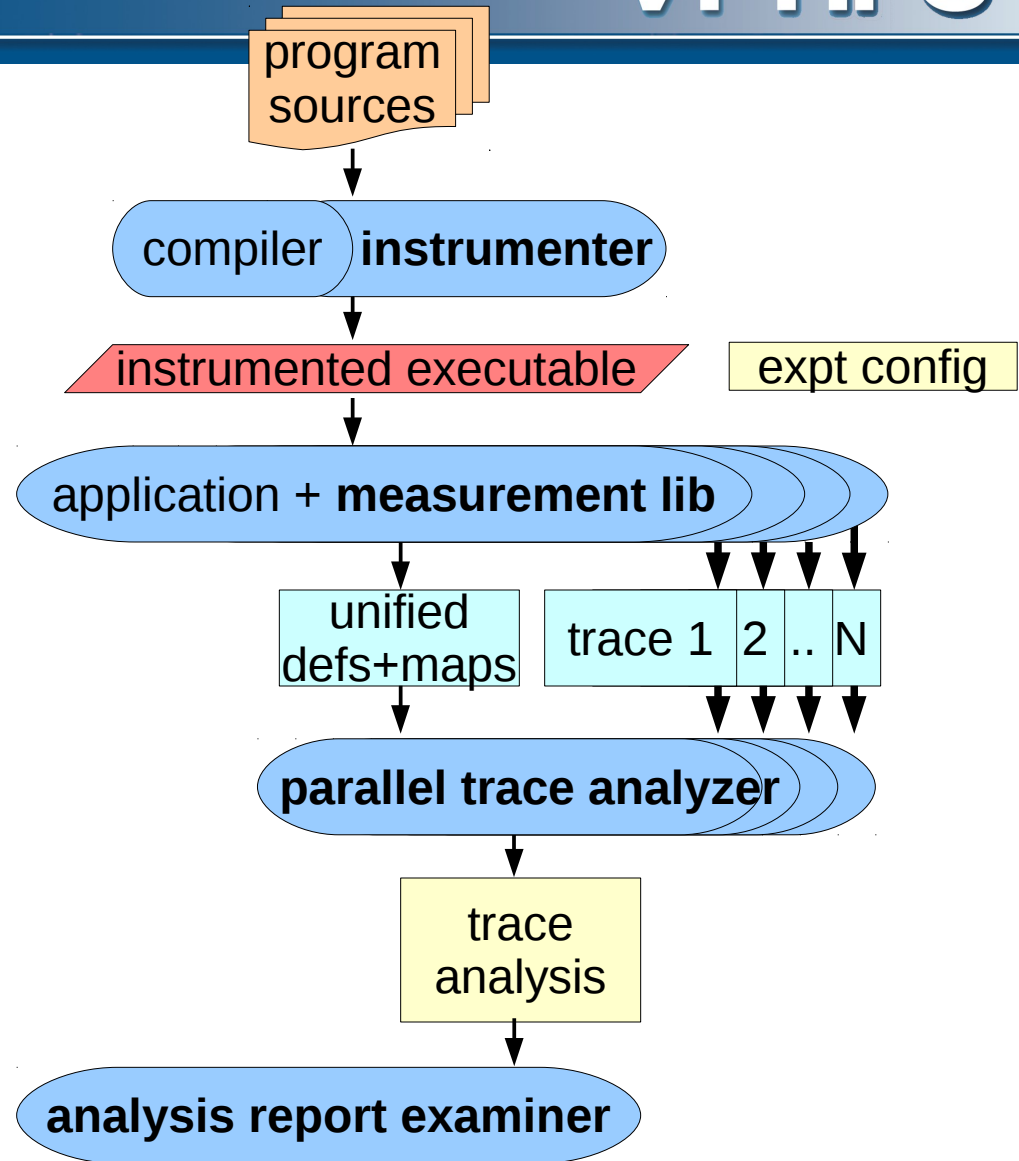 program
sources
compiler instrumenter
instrumented executable
expt config
application + measurement lib
unified
defs+maps
trace 1 2 .. N
parallel trace analyzer
trace
analysis
analysis report examiner